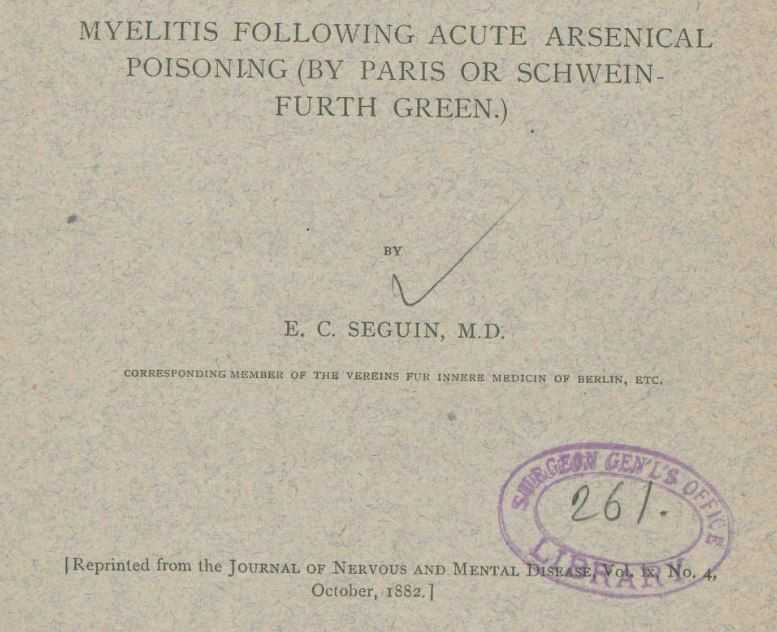 MYELITIS FOLLOWING ACUTE ARSENICAL
POISONING (BY PARIS OR SCHWEIN-
FURTH GREEN.)
BY
E. C. SEGUIN, M.D.
CORRESPONDING MEMBER OF THE VEREINS FUR INNERE MEDICIN OF BERLIN, ETC.
SURGEON GEN'L'S OFFICE
261.
LIBRARY
[Reprinted from the JOURNAL OF NERVOUS AND MENTAL DISEASE, Vol. ix, No. 4,
October, 1882.]